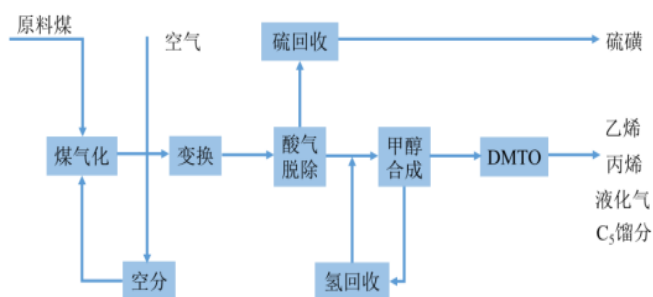 原料煤
空气
硫回收
硫磺
煤气化
变换
酸气
脱除
甲醇
合成
DMTO
乙烯
丙烯
液化气
C₅馏分
空分
氢回收